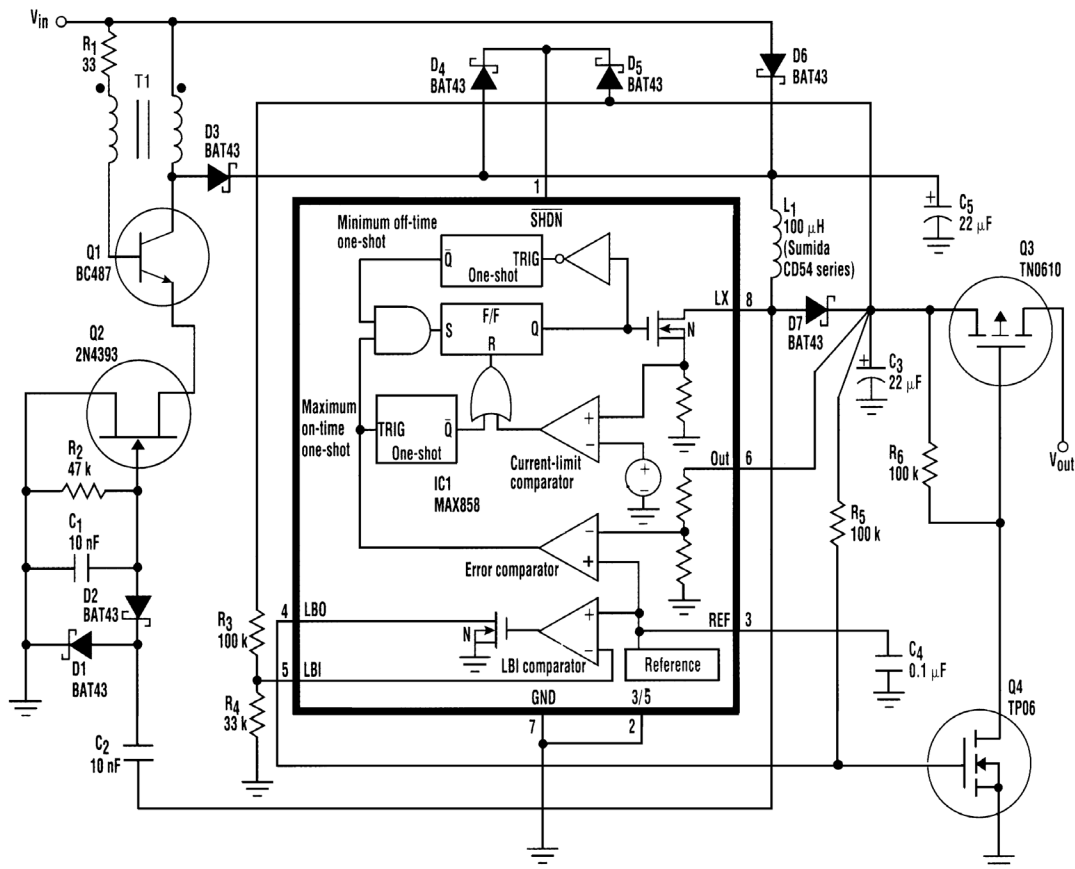 Vin
R1
33
T1
D3
BAT43
D4
BAT43
D5
BAT43
D6
BAT43
Q1
BC487
Q2
2N4393
R2
47 k
C1
10 nF
D2
BAT43
D1
BAT43
C2
10 nF
R3
100 k
R4
33 k
1
SHDN
Minimum off-time
one-shot
Q̄
TRIG
One-shot
S
F/F
Q
R
N
Maximum
on-time
one-shot
TRIG
Q̄
One-shot
IC1
MAX858
+
−
Current-limit
comparator
+
−
−
+
Error comparator
4
LBO
5
LBI
N
+
−
LBI comparator
Reference
REF
3
GND
3/5
7
2
LX
8
Out
6
L1
100 μH
(Sumida
CD54 series)
D7
BAT43
+
C5
22 μF
+
C3
22 μF
Q3
TN0610
Vout
R6
100 k
R5
100 k
C4
0.1 μF
Q4
TP06